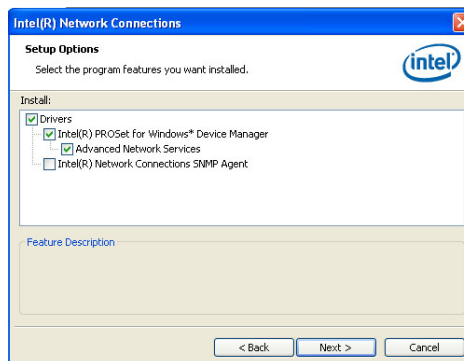 Intel(R) Network Connections
Setup Options
Select the program features you want installed.
intel
Install:
Drivers
Intel(R) PROSet for Windows* Device Manager
Advanced Network Services
Intel(R) Network Connections SNMP Agent
Feature Description
< Back
Next >
Cancel